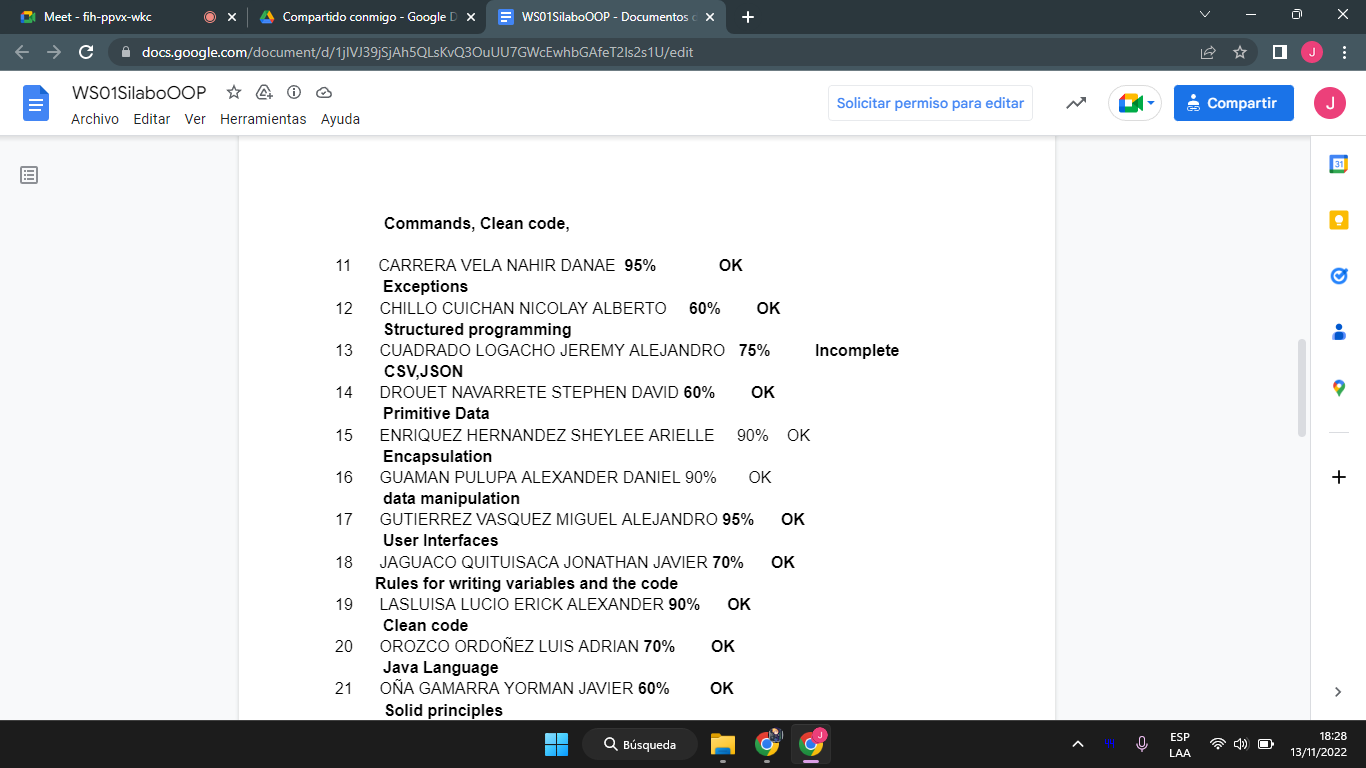 Meet - fih-ppvx-wkc
Compartido conmigo - Google D
WS01SilaboOOP - Documentos d
docs.google.com/document/d/1jIVJ39jSjAh5QLsKvQ3OuUU7GWcEwhbGAfeT2Is2s1U/edit
J
WS01SilaboOOP
Archivo Editar Ver Herramientas Ayuda
Solicitar permiso para editar
Compartir
J
31
Commands, Clean code,
11 CARRERA VELA NAHIR DANAE 95% OK
Exceptions
12 CHILLO CUICHAN NICOLAY ALBERTO 60% OK
Structured programming
13 CUADRADO LOGACHO JEREMY ALEJANDRO 75% Incomplete
CSV,JSON
14 DROUET NAVARRETE STEPHEN DAVID 60% OK
Primitive Data
15 ENRIQUEZ HERNANDEZ SHEYLEE ARIELLE 90% OK
Encapsulation
16 GUAMAN PULUPA ALEXANDER DANIEL 90% OK
data manipulation
17 GUTIERREZ VASQUEZ MIGUEL ALEJANDRO 95% OK
User Interfaces
18 JAGUACO QUITUISACA JONATHAN JAVIER 70% OK
Rules for writing variables and the code
19 LASLUISA LUCIO ERICK ALEXANDER 90% OK
Clean code
20 OROZCO ORDOÑEZ LUIS ADRIAN 70% OK
Java Language
21 OÑA GAMARRA YORMAN JAVIER 60% OK
Solid principles
Búsqueda
J
ESP
LAA
18:28
13/11/2022